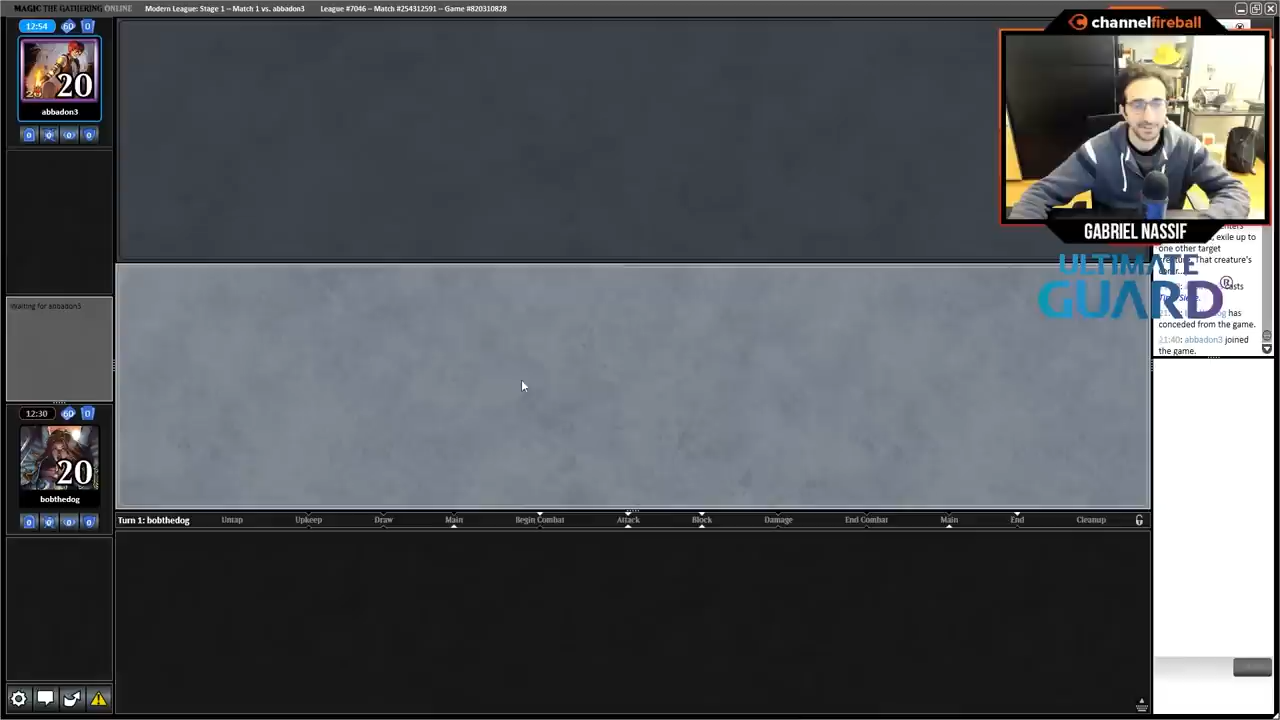 MAGIC THE GATHERING ONLINE
Modern League: Stage 1 -- Match 1 vs. abbadon3
League #7046 -- Match #254312591 -- Game #820310828
12:54
60
0
20
abbadon3
0
0
0
0
Waiting for abbadon3
12:30
60
0
20
bobthedog
0
0
0
0
Turn 1: bobthedog
Untap
Upkeep
Draw
Main
Begin Combat
Attack
Block
Damage
End Combat
Main
End
Cleanup
channelfireball
GABRIEL NASSIF
ULTIMATE
GUARD
®
exile up to
one other target
That creature's
has
conceded from the game.
21:40: abbadon3 joined
the game.